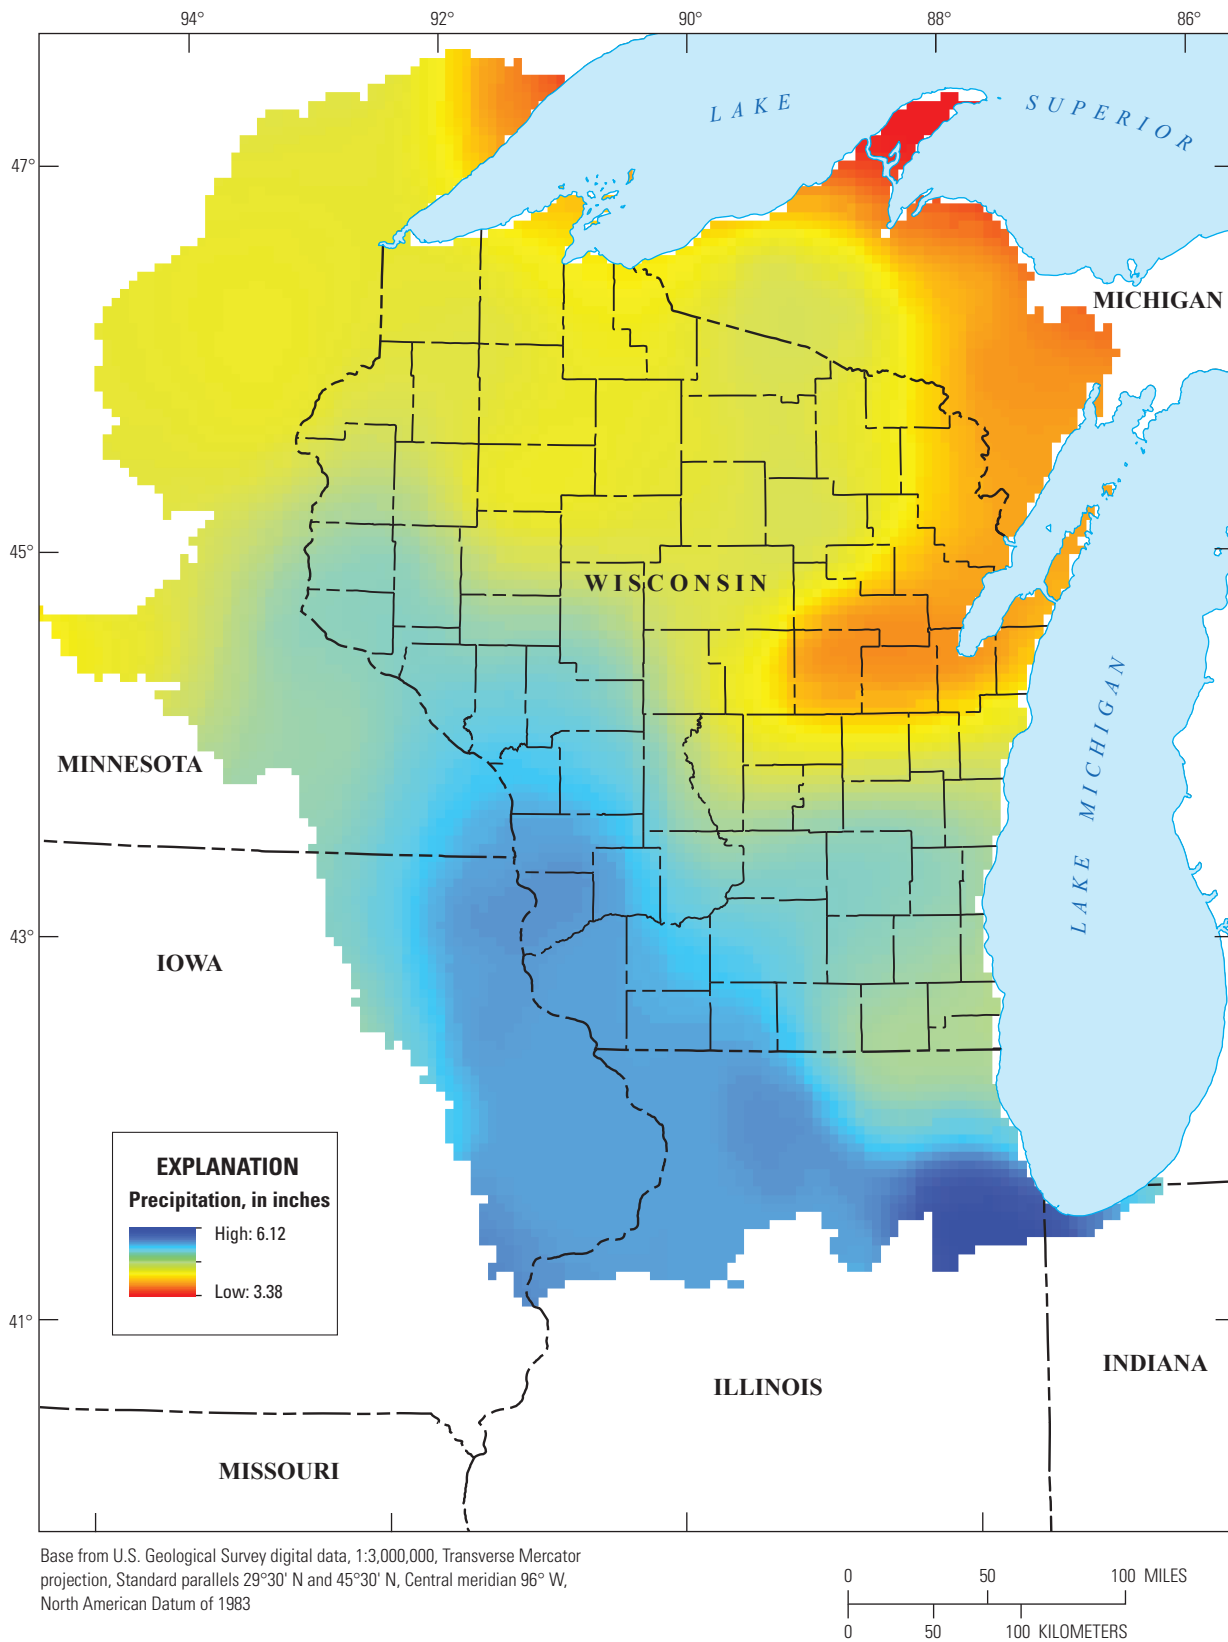 94° 92° 90° 88° 86°
LAKE SUPERIOR
47°
MICHIGAN
45°
WISCONSIN
LAKE MICHIGAN
MINNESOTA
43°
IOWA
EXPLANATION
Precipitation, in inches
High: 6.12
Low: 3.38
41°
INDIANA
ILLINOIS
MISSOURI
Base from U.S. Geological Survey digital data, 1:3,000,000, Transverse Mercator
projection, Standard parallels 29°30' N and 45°30' N, Central meridian 96° W,
North American Datum of 1983
0 50 100 MILES
0 50 100 KILOMETERS